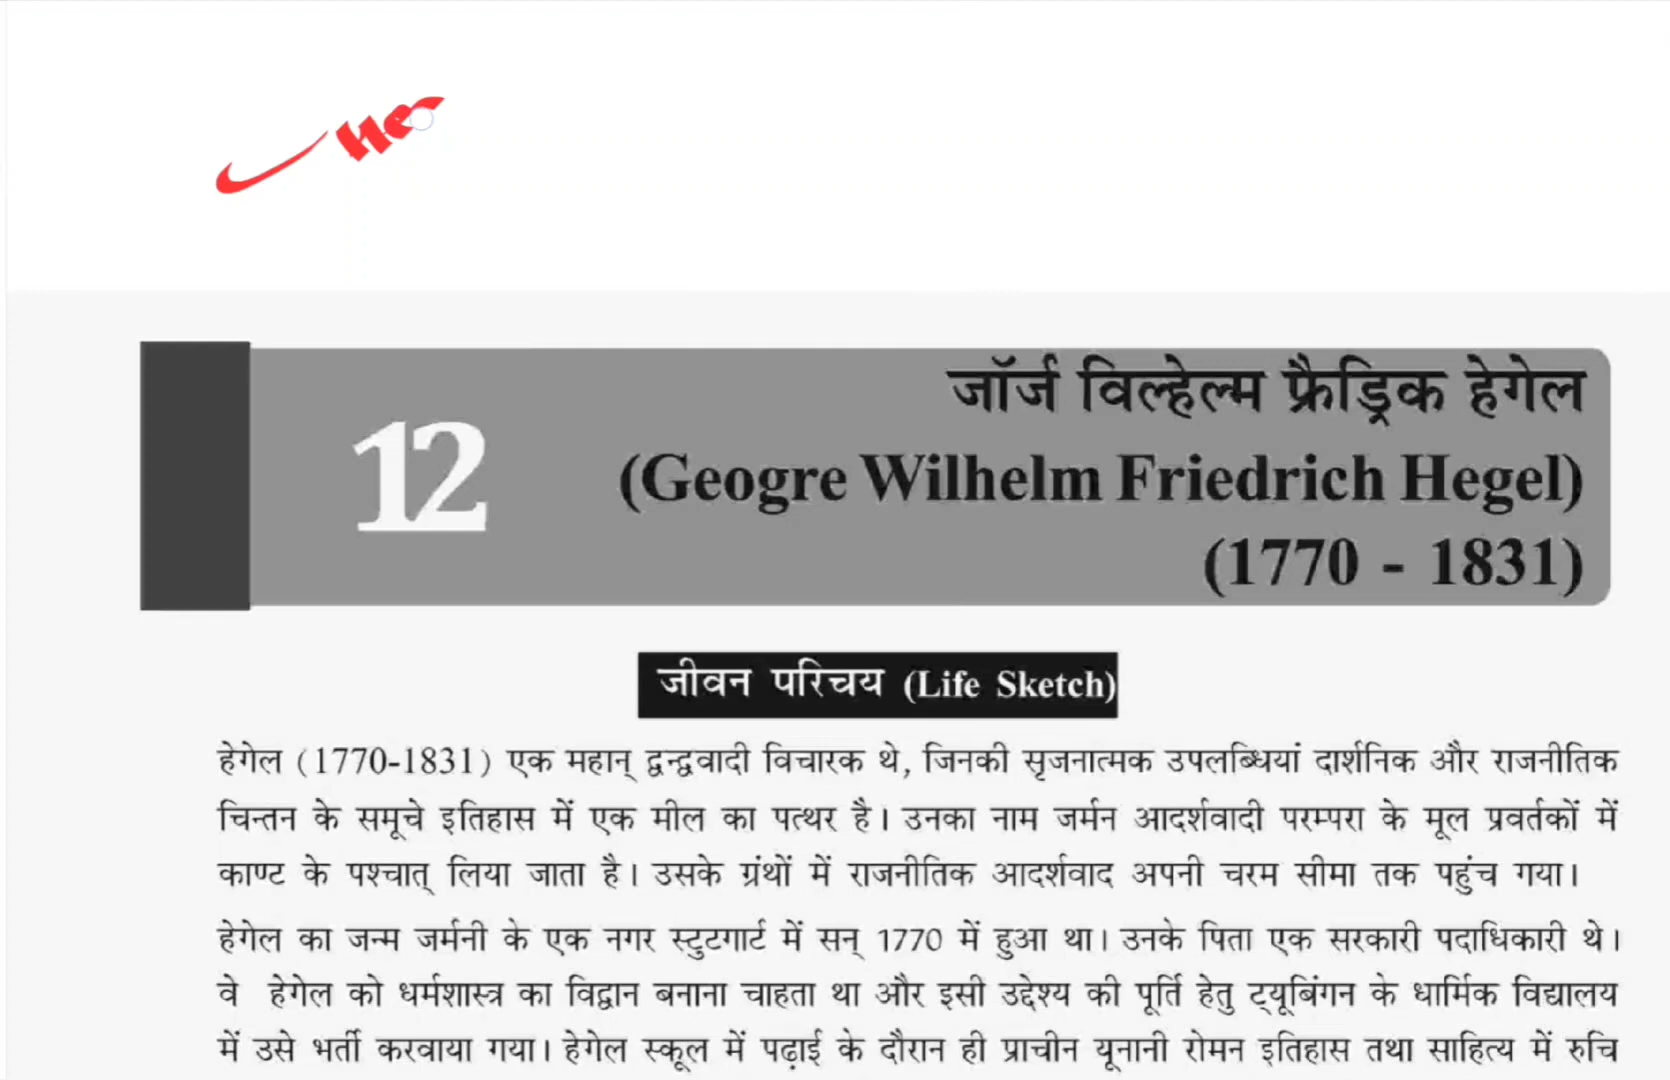 He
12
जॉर्ज विल्हेल्म फ्रैड्रिक हेगेल
(Geogre Wilhelm Friedrich Hegel)
(1770 - 1831)
जीवन परिचय (Life Sketch)
हेगेल (1770-1831) एक महान् द्वन्द्ववादी विचारक थे, जिनकी सृजनात्मक उपलब्धियां दार्शनिक और राजनीतिक
चिन्तन के समूचे इतिहास में एक मील का पत्थर है। उनका नाम जर्मन आदर्शवादी परम्परा के मूल प्रवर्तकों में
काण्ट के पश्चात् लिया जाता है। उसके ग्रंथों में राजनीतिक आदर्शवाद अपनी चरम सीमा तक पहुंच गया।
हेगेल का जन्म जर्मनी के एक नगर स्टुटगार्ट में सन् 1770 में हुआ था। उनके पिता एक सरकारी पदाधिकारी थे।
वे हेगेल को धर्मशास्त्र का विद्वान बनाना चाहता था और इसी उद्देश्य की पूर्ति हेतु ट्यूबिंगन के धार्मिक विद्यालय
में उसे भर्ती करवाया गया। हेगेल स्कूल में पढ़ाई के दौरान ही प्राचीन यूनानी रोमन इतिहास तथा साहित्य में रुचि